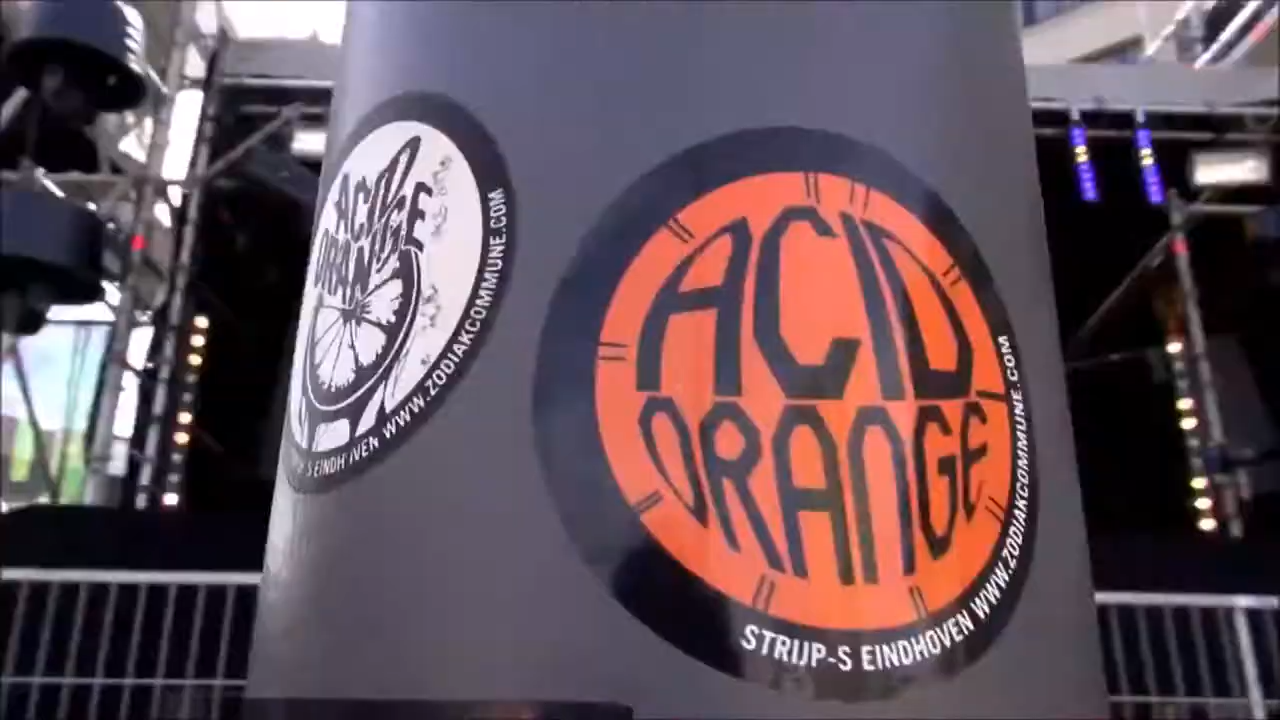 ACID
ORANGE
S EINDHOVEN WWW.ZODIAKCOMMUNE.COM
ACID
ORANGE
STRIJP-S EINDHOVEN WWW.ZODIAKCOMMUNE.COM